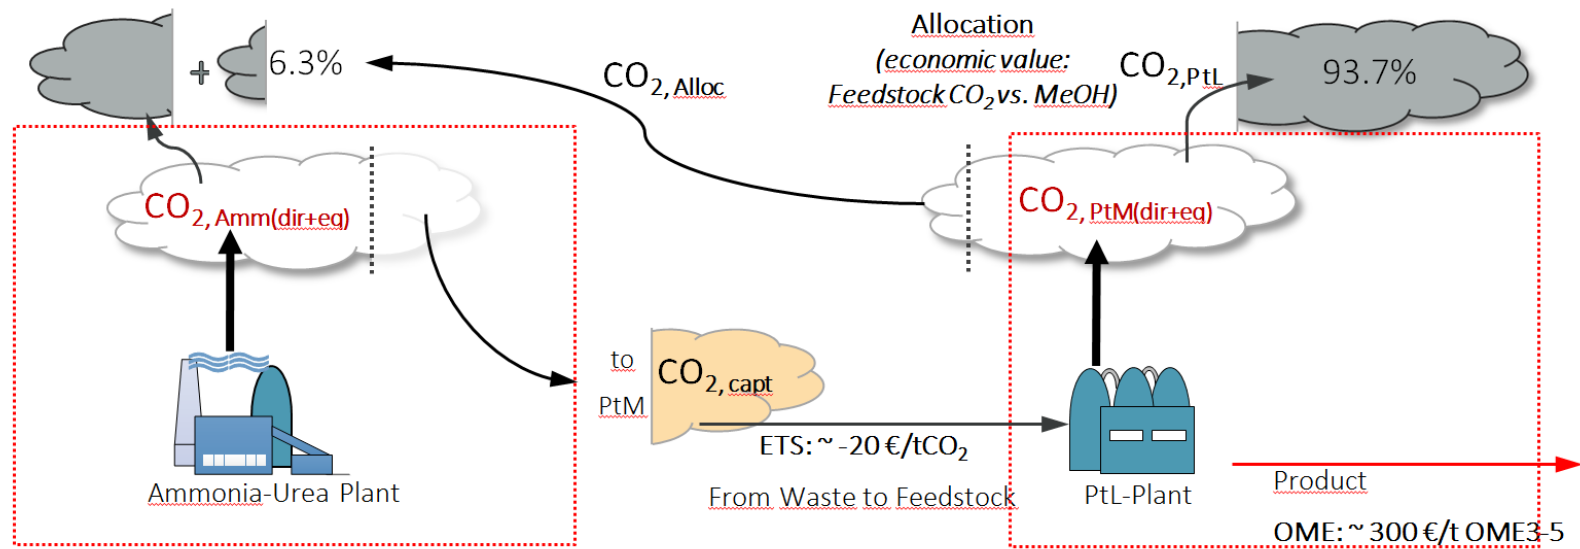 Allocation
(economic value:
Feedstock CO2 vs. MeOH)
+ 6.3%
CO2, Alloc
CO2,PtL
93.7%
CO2, Amm(dir+eq)
CO2, PtM(dir+eq)
to
PtM
CO2, capt
ETS: ~ -20 €/tCO2
Ammonia-Urea Plant
From Waste to Feedstock
PtL-Plant
Product
OME: ~ 300 €/t OME3-5